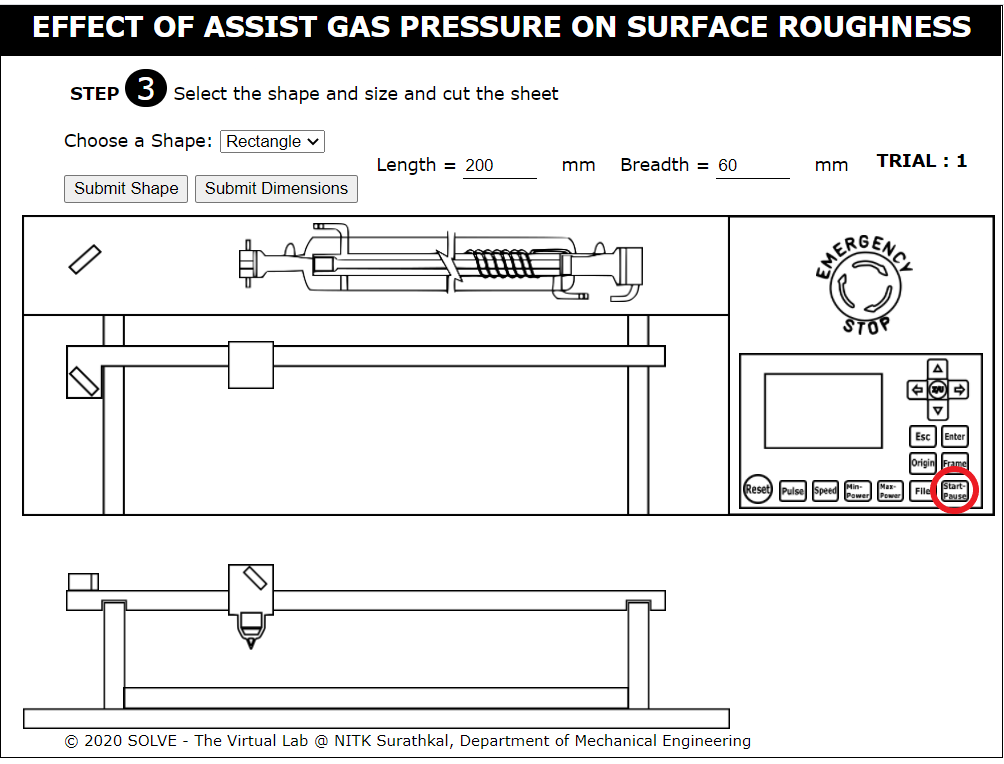 EFFECT OF ASSIST GAS PRESSURE ON SURFACE ROUGHNESS
STEP 3 Select the shape and size and cut the sheet
Choose a Shape: Rectangle
Length = 200 mm Breadth = 60 mm TRIAL : 1
Submit Shape Submit Dimensions
EMERGENCY
STOP
Z/U
Esc Enter
Origin Frame
Reset Pulse Speed Min-Power Max-Power File Start-Pause
© 2020 SOLVE - The Virtual Lab @ NITK Surathkal, Department of Mechanical Engineering